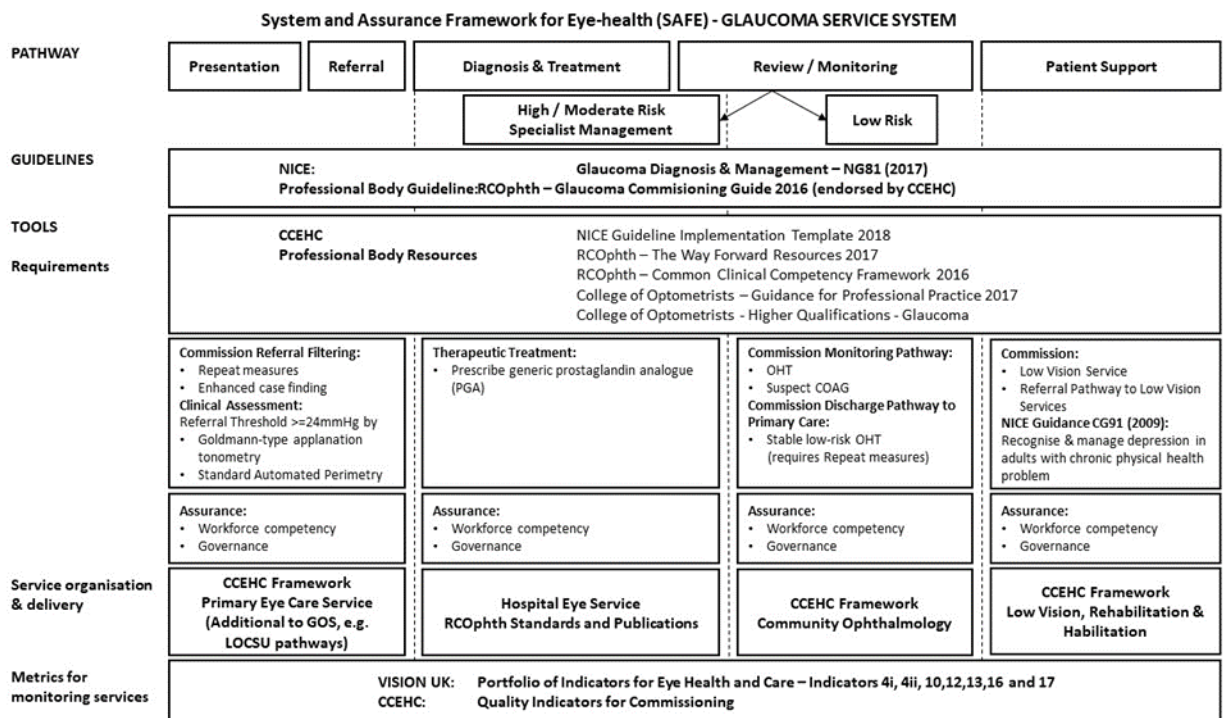 System and Assurance Framework for Eye-health (SAFE) - GLAUCOMA SERVICE SYSTEM
PATHWAY
Presentation
Referral
Diagnosis & Treatment
Review / Monitoring
Patient Support
High / Moderate Risk
Specialist Management
Low Risk
GUIDELINES
NICE: Glaucoma Diagnosis & Management – NG81 (2017)
Professional Body Guideline:RCOphth – Glaucoma Commisioning Guide 2016 (endorsed by CCEHC)
TOOLS
Requirements
CCEHC NICE Guideline Implementation Template 2018
Professional Body Resources RCOphth – The Way Forward Resources 2017
RCOphth – Common Clinical Competency Framework 2016
College of Optometrists – Guidance for Professional Practice 2017
College of Optometrists - Higher Qualifications - Glaucoma
Commission Referral Filtering:
• Repeat measures
• Enhanced case finding
Clinical Assessment:
Referral Threshold >=24mmHg by
• Goldmann-type applanation
tonometry
• Standard Automated Perimetry
Therapeutic Treatment:
• Prescribe generic prostaglandin analogue
(PGA)
Commission Monitoring Pathway:
• OHT
• Suspect COAG
Commission Discharge Pathway to
Primary Care:
• Stable low-risk OHT
(requires Repeat measures)
Commission:
• Low Vision Service
• Referral Pathway to Low Vision
Services
NICE Guidance CG91 (2009):
Recognise & manage depression in
adults with chronic physical health
problem
Assurance:
• Workforce competency
• Governance
Assurance:
• Workforce competency
• Governance
Assurance:
• Workforce competency
• Governance
Assurance:
• Workforce competency
• Governance
Service organisation
& delivery
CCEHC Framework
Primary Eye Care Service
(Additional to GOS, e.g.
LOCSU pathways)
Hospital Eye Service
RCOphth Standards and Publications
CCEHC Framework
Community Ophthalmology
CCEHC Framework
Low Vision, Rehabilitation &
Habilitation
Metrics for
monitoring services
VISION UK: Portfolio of Indicators for Eye Health and Care – Indicators 4i, 4ii, 10,12,13,16 and 17
CCEHC: Quality Indicators for Commissioning